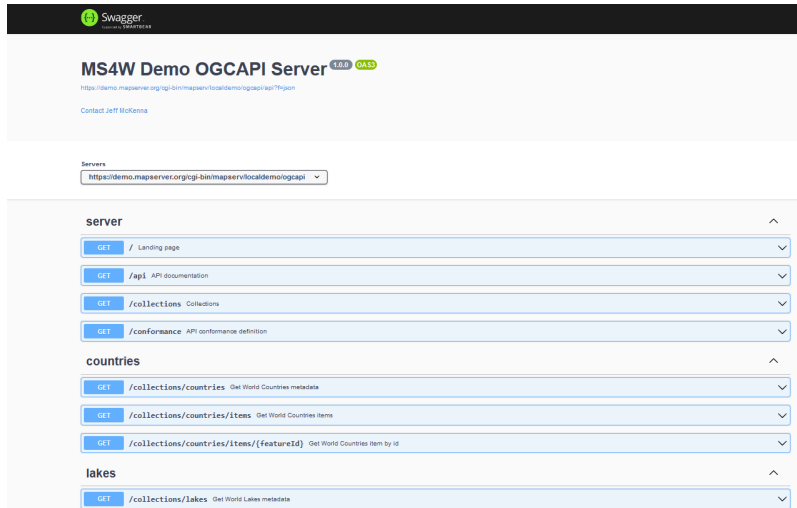 Swagger.
Supported by SMARTBEAR
MS4W Demo OGCAPI Server 1.0.0 OAS3
https://demo.mapserver.org/cgi-bin/mapserv/localdemo/ogcapi/api?f=json
Contact Jeff McKenna
Servers
https://demo.mapserver.org/cgi-bin/mapserv/localdemo/ogcapi
server
GET / Landing page
GET /api API documentation
GET /collections Collections
GET /conformance API conformance definition
countries
GET /collections/countries Get World Countries metadata
GET /collections/countries/items Get World Countries items
GET /collections/countries/items/{featureId} Get World Countries item by id
lakes
GET /collections/lakes Get World Lakes metadata